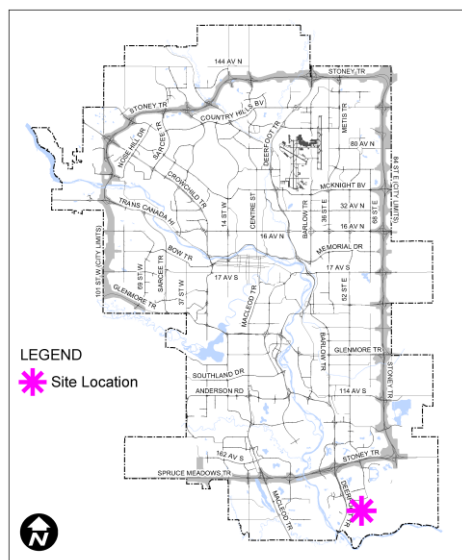 144 AV N
STONEY TR
STONEY TR
COUNTRY HILLS BV
NOSE HILL DR
SARCEE TR
DEERFOOT TR
METIS TR
80 AV N
84 ST E (CITY LIMITS)
CROWCHILD TR
MCKNIGHT BV
TRANS CANADA HI
14 ST W
CENTRE ST
BARLOW TR
36 ST E
32 AV N
68 ST E
16 AV N
16 AV N
BOW TR
MEMORIAL DR
101 ST W (CITY LIMITS)
69 ST W
SARCEE TR
37 ST W
17 AV S
17 AV S
52 ST E
GLENMORE TR
MACLEOD TR
BARLOW TR
GLENMORE TR
STONEY TR
LEGEND
Site Location
SOUTHLAND DR
ANDERSON RD
114 AV S
162 AV S
STONEY TR
SPRUCE MEADOWS TR
MACLEOD TR
N